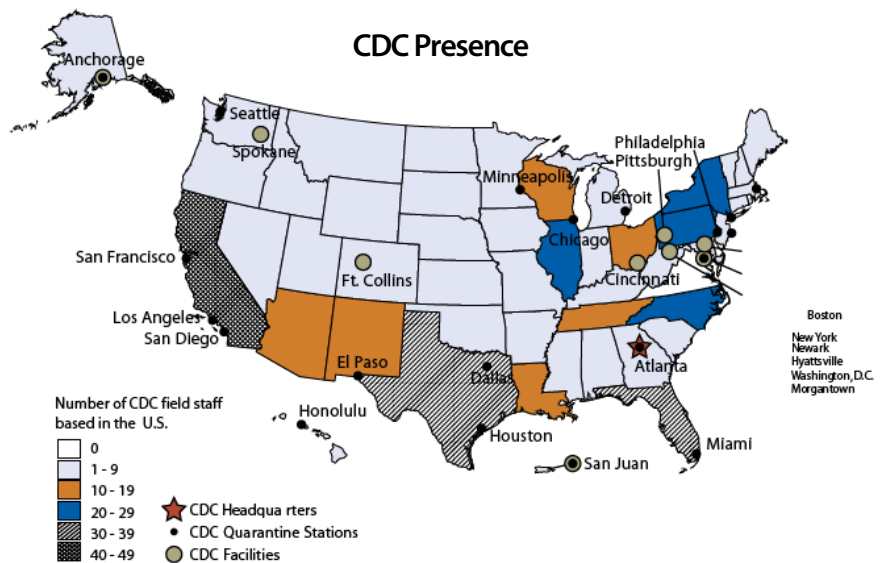 CDC Presence
Anchorage
Seattle
Spokane
Philadelphia
Pittsburgh
Minneapolis
Detroit
Chicago
San Francisco
Ft. Collins
Cincinnati
Los Angeles
San Diego
Boston
New York
Newark
Hyattsville
Washington,D.C.
Morgantown
El Paso
Dallas
Atlanta
Honolulu
Houston
Miami
San Juan
Number of CDC field staff
based in the U.S.
0
1 - 9
10 - 19
20 - 29
30 - 39
40 - 49
CDC Headqua rters
CDC Quarantine Stations
CDC Facilities